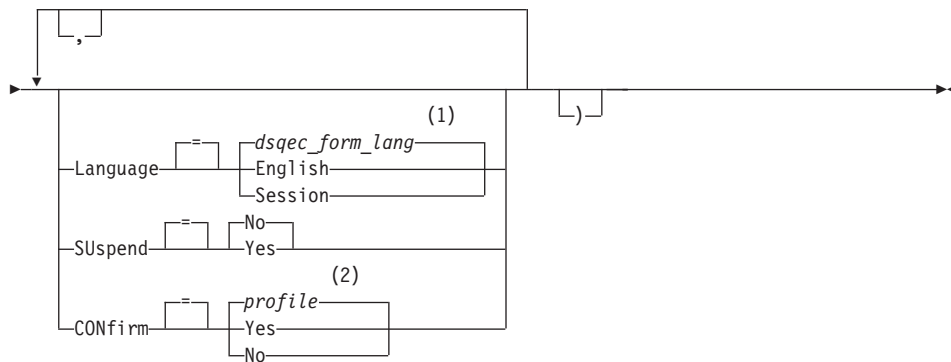 ,
)
(1)
Language = dsqec_form_lang
English
Session
SUspend = No
Yes
(2)
CONfirm = profile
Yes
No